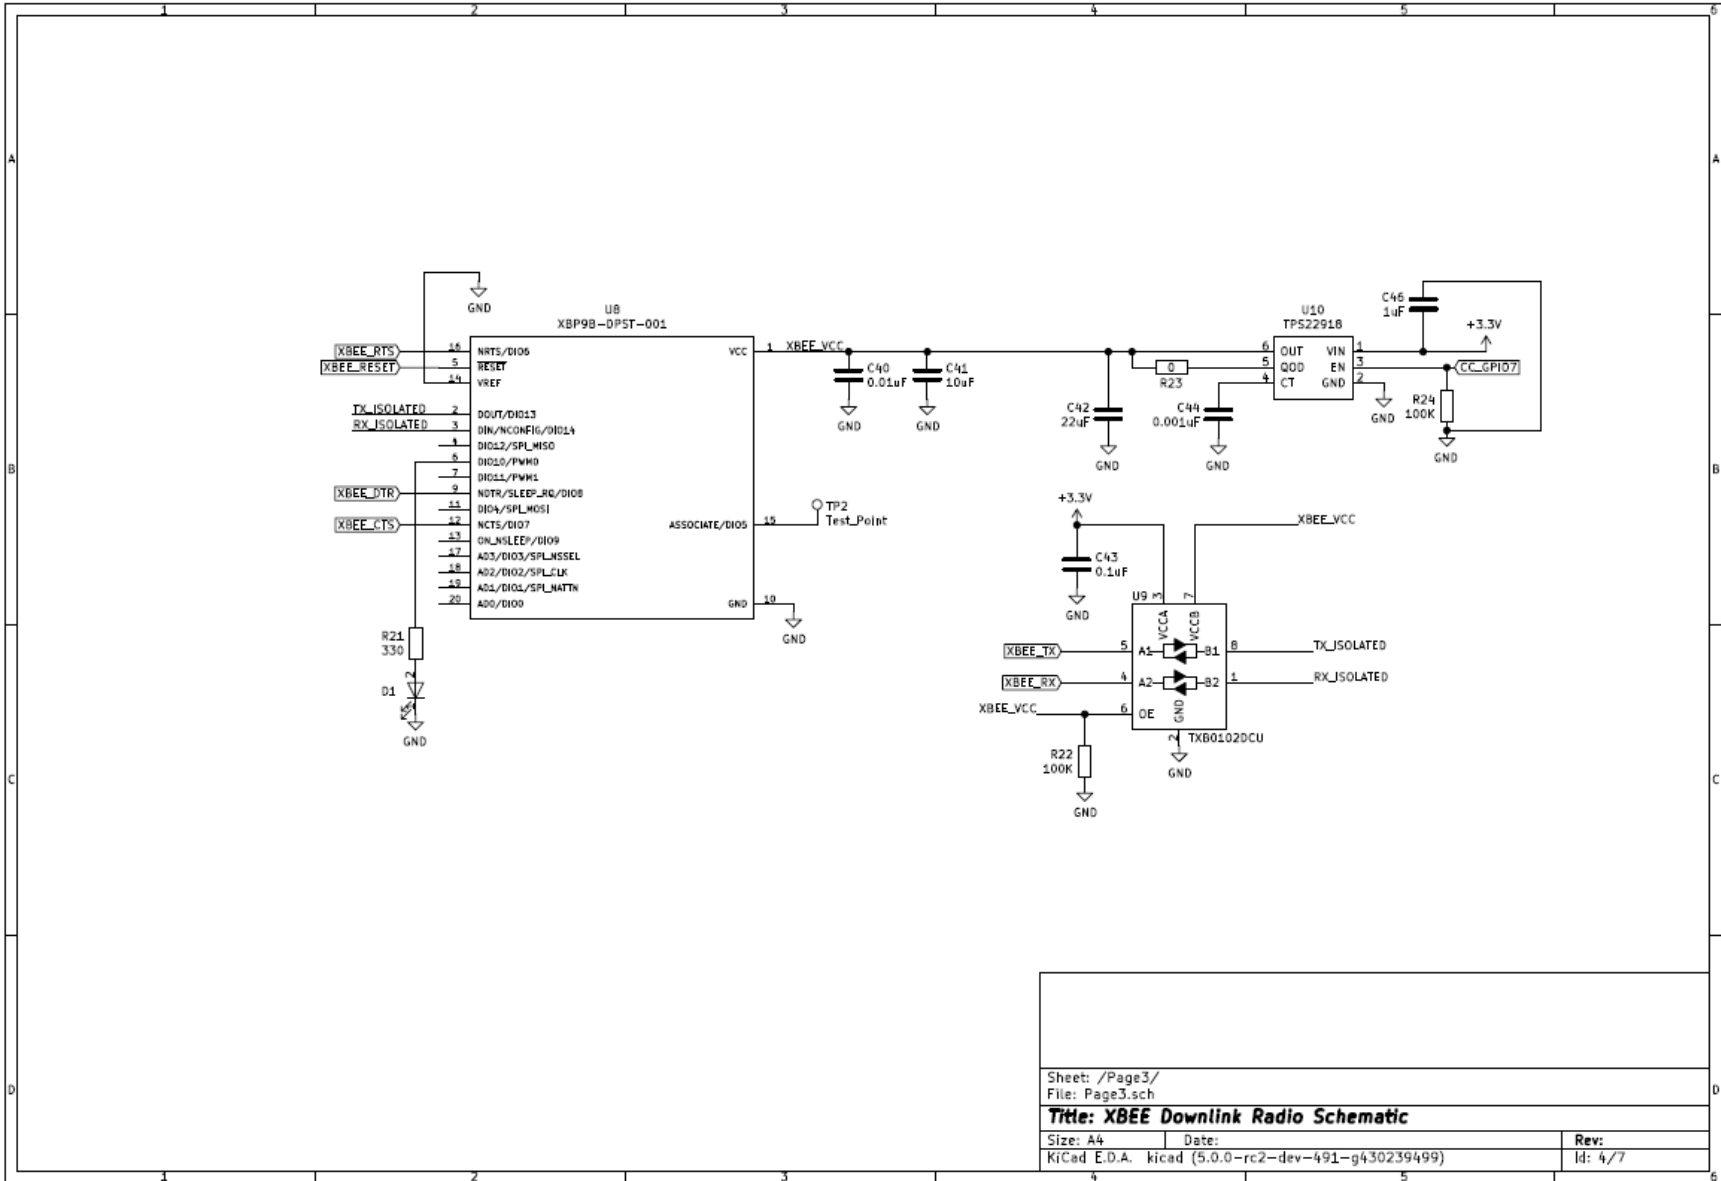 1 2 3 4 5 6
A A
GND
U8
XBP9B-DPST-001
XBEE_RTS 16 NRTS/DIO6
XBEE_RESET 5 RESET
14 VREF
TX_ISOLATED 2 DOUT/DIO13
RX_ISOLATED 3 DIN/NCONFIG/DIO14
4 DIO12/SPI_MISO
6 DIO10/PWM0
7 DIO11/PWM1
XBEE_DTR 9 NDTR/SLEEP_RQ/DIO8
11 DIO4/SPI_MOSI
XBEE_CTS 12 NCTS/DIO7
13 ON_NSLEEP/DIO9
17 AD3/DIO3/SPI_NSSEL
18 AD2/DIO2/SPI_CLK
19 AD1/DIO1/SPI_NATTN
20 AD0/DIO0
VCC 1 XBEE_VCC
ASSOCIATE/DIO5 15
TP2
Test_Point
GND 10
GND
R21
330
2
D1
GND
C40
0.01uF
GND
C41
10uF
GND
C42
22uF
GND
R23
0
C44
0.001uF
GND
U10
TPS22918
6 OUT VIN 1
5 QOD EN 3
4 CT GND 2
GND
C46
1uF
+3.3V
CC_GPIO7
R24
100K
GND
B B
+3.3V
C43
0.1uF
GND
XBEE_VCC
U9 3 7
VCCA VCCB
XBEE_TX 5 A1 B1 8 TX_ISOLATED
XBEE_RX 4 A2 B2 1 RX_ISOLATED
XBEE_VCC 6 OE GND
2 TXB0102DCU
GND
R22
100K
GND
C C
D D
Sheet: /Page3/
File: Page3.sch
Title: XBEE Downlink Radio Schematic
Size: A4 Date: Rev:
KiCad E.D.A. kicad (5.0.0-rc2-dev-491-g430239499) Id: 4/7
1 2 3 4 5 6